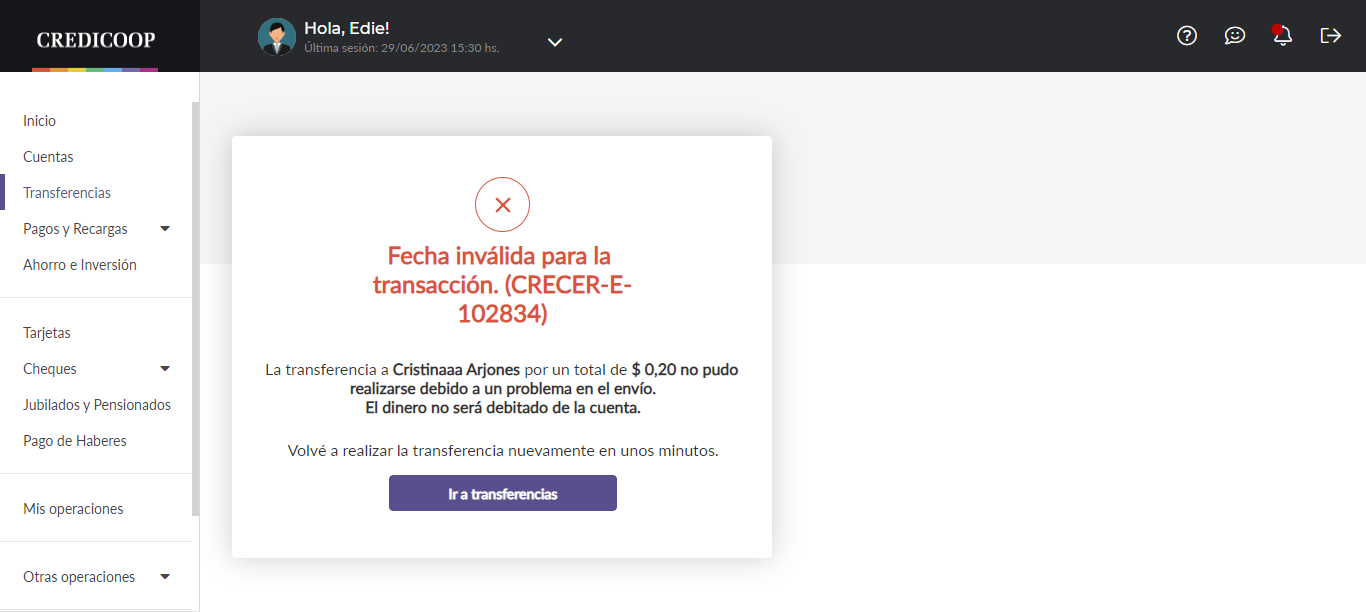 CREDICOOP
Hola, Edie!
Última sesión: 29/06/2023 15:30 hs.
Inicio
Cuentas
Transferencias
Pagos y Recargas
Ahorro e Inversión
Tarjetas
Cheques
Jubilados y Pensionados
Pago de Haberes
Mis operaciones
Otras operaciones
Fecha inválida para la
transacción. (CRECER-E-
102834)
La transferencia a Cristinaaa Arjones por un total de $ 0,20 no pudo
realizarse debido a un problema en el envío.
El dinero no será debitado de la cuenta.
Volvé a realizar la transferencia nuevamente en unos minutos.
Ir a transferencias